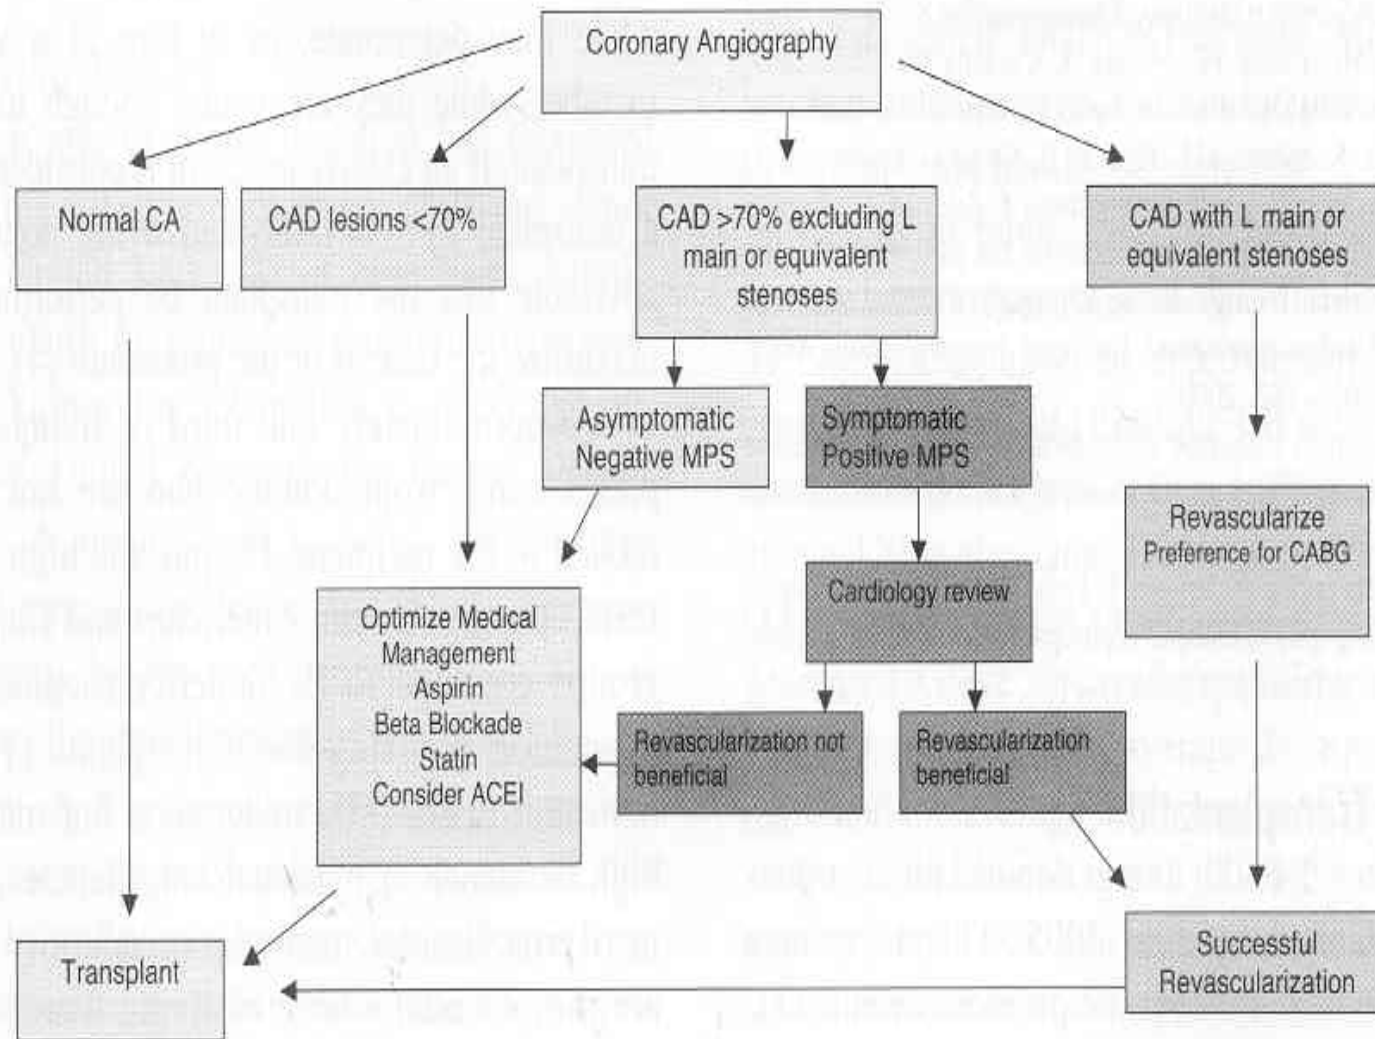 Coronary Angiography
Normal CA
CAD lesions <70%
CAD >70% excluding L
main or equivalent
stenoses
CAD with L main or
equivalent stenoses
Asymptomatic
Negative MPS
Symptomatic
Positive MPS
Revascularize
Preference for CABG
Cardiology review
Optimize Medical
Management
Aspirin
Beta Blockade
Statin
Consider ACEI
Revascularization not
beneficial
Revascularization
beneficial
Transplant
Successful
Revascularization